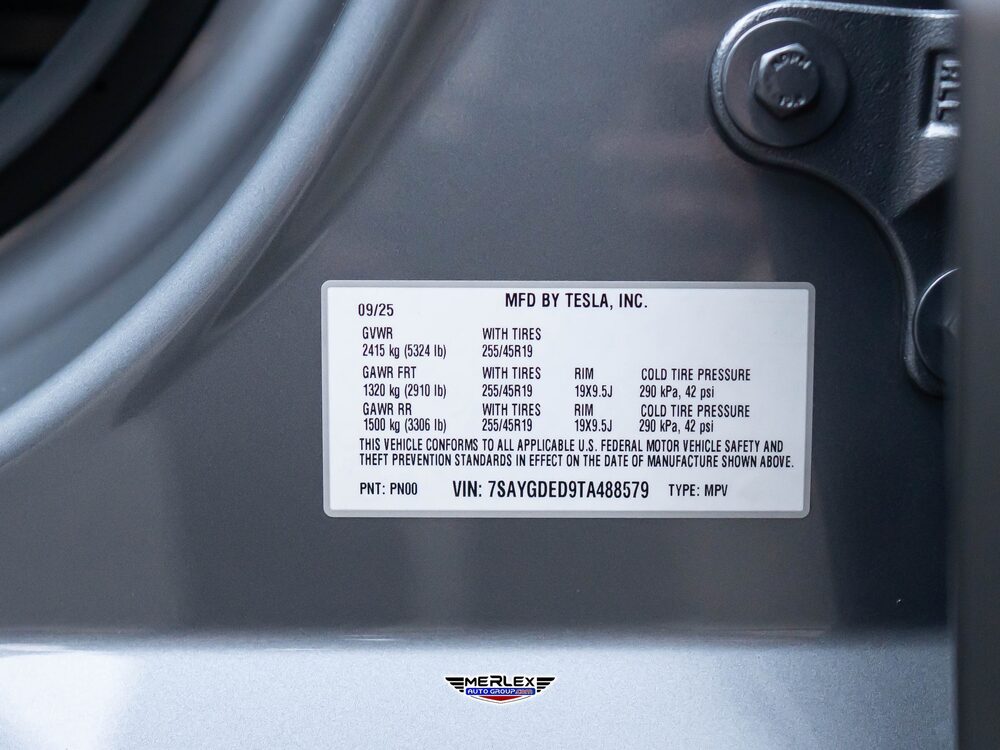 09/25
MFD BY TESLA, INC.
GVWR WITH TIRES
2415 kg (5324 lb) 255/45R19
GAWR FRT WITH TIRES RIM COLD TIRE PRESSURE
1320 kg (2910 lb) 255/45R19 19X9.5J 290 kPa, 42 psi
GAWR RR WITH TIRES RIM COLD TIRE PRESSURE
1500 kg (3306 lb) 255/45R19 19X9.5J 290 kPa, 42 psi
THIS VEHICLE CONFORMS TO ALL APPLICABLE U.S. FEDERAL MOTOR VEHICLE SAFETY AND
THEFT PREVENTION STANDARDS IN EFFECT ON THE DATE OF MANUFACTURE SHOWN ABOVE.
PNT: PN00 VIN: 7SAYGDED9TA488579 TYPE: MPV
MERLEX
AUTO GROUP.com